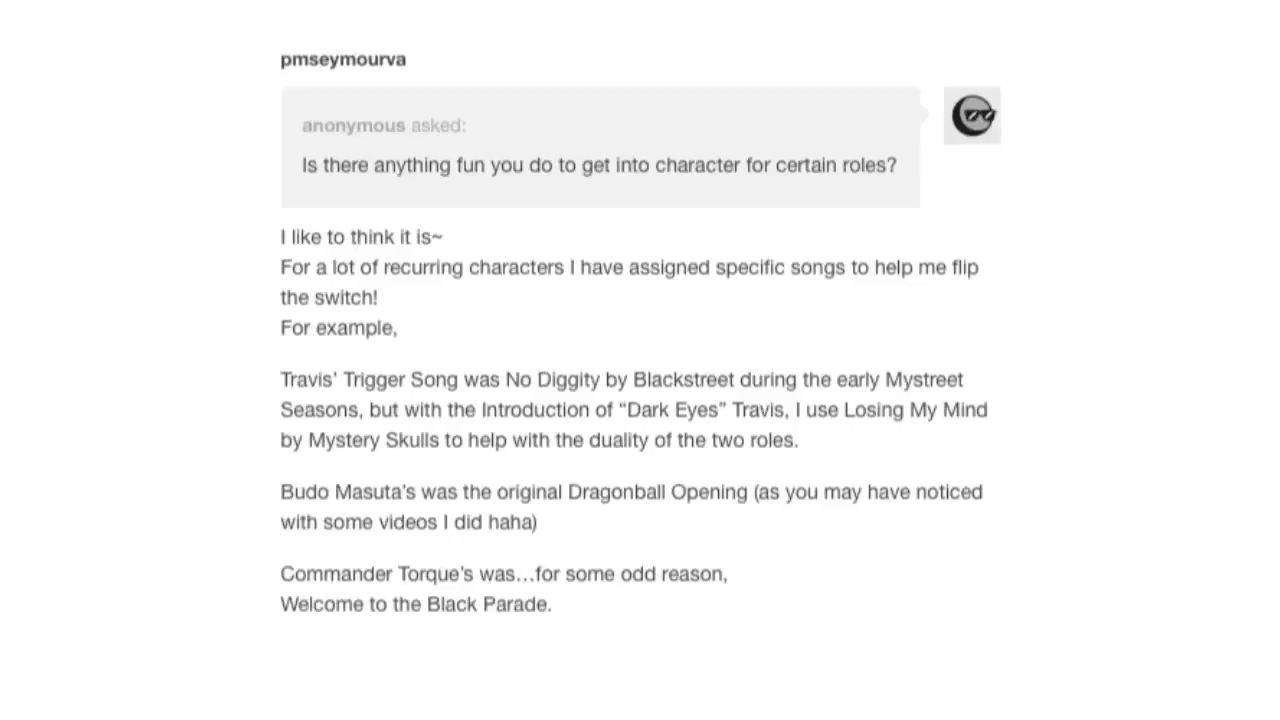 pmseymourva
anonymous asked:
Is there anything fun you do to get into character for certain roles?
I like to think it is~
For a lot of recurring characters I have assigned specific songs to help me flip
the switch!
For example,
Travis’ Trigger Song was No Diggity by Blackstreet during the early Mystreet
Seasons, but with the Introduction of “Dark Eyes” Travis, I use Losing My Mind
by Mystery Skulls to help with the duality of the two roles.
Budo Masuta’s was the original Dragonball Opening (as you may have noticed
with some videos I did haha)
Commander Torque’s was…for some odd reason,
Welcome to the Black Parade.